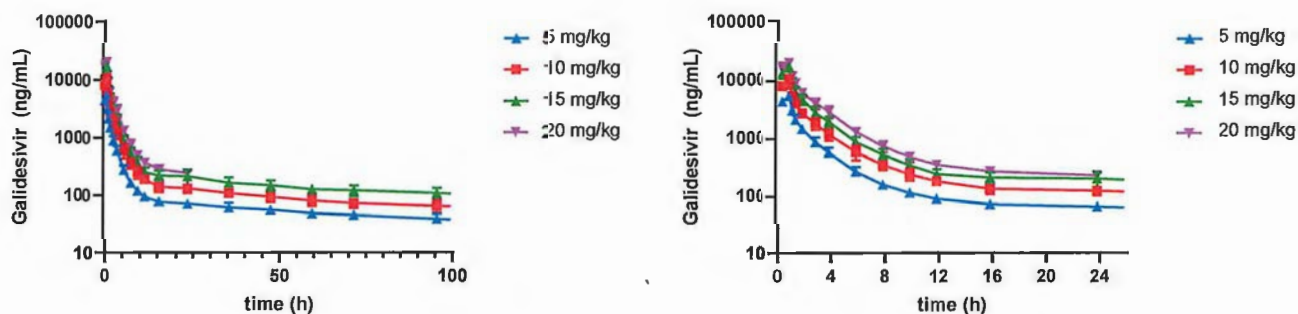 Galidesivir (ng/mL)
100000
10000
1000
100
10
0
50
100
time (h)
5 mg/kg
10 mg/kg
15 mg/kg
20 mg/kg
Galidesivir (ng/mL)
100000
10000
1000
100
10
0
4
8
12
16
20
24
time (h)
5 mg/kg
10 mg/kg
15 mg/kg
20 mg/kg